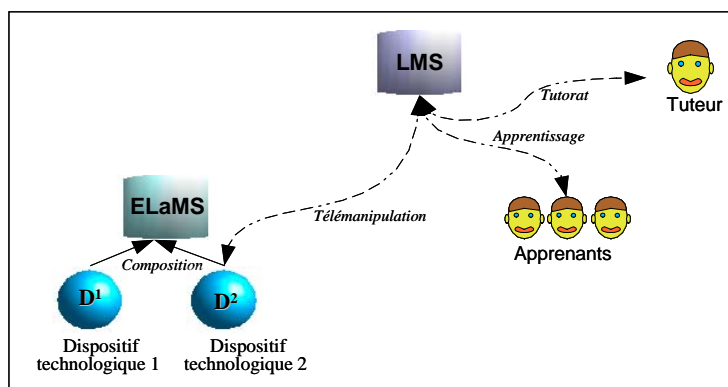 LMS
Tutorat
Tuteur
Apprentissage
ELaMS
Télémanipulation
Apprenants
Composition
D¹
D²
Dispositif
technologique 1
Dispositif
technologique 2